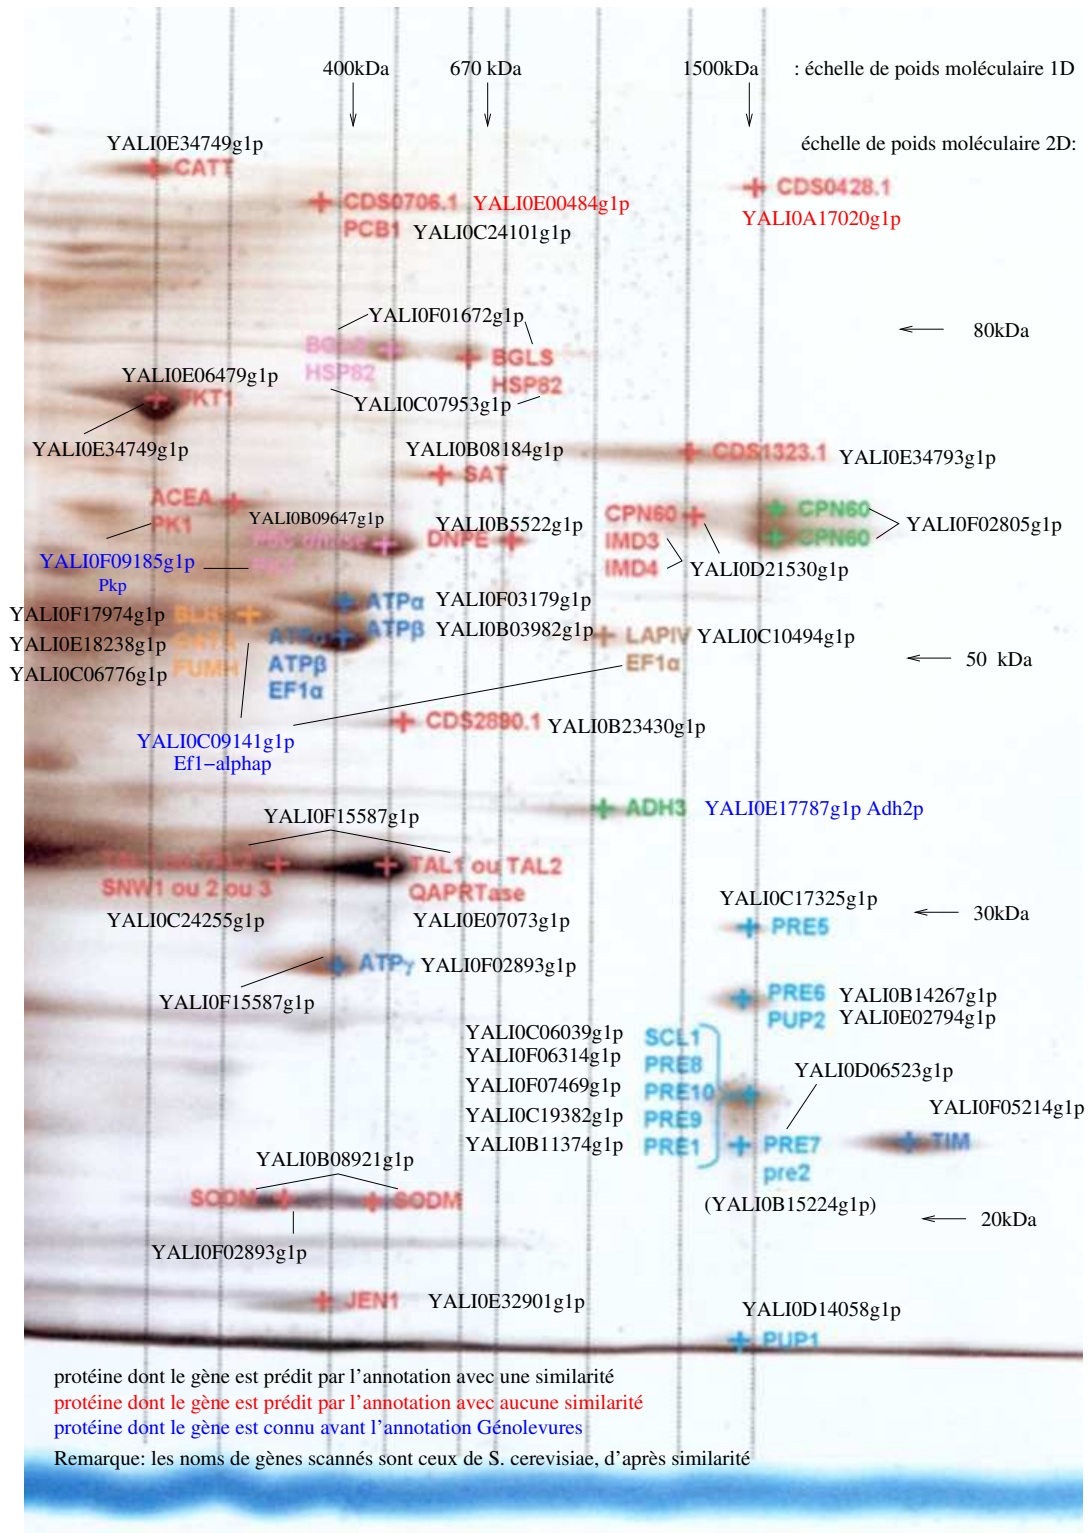 400kDa 670 kDa 1500kDa : échelle de poids moléculaire 1D
échelle de poids moléculaire 2D:
YALI0E34749g1p
CATT
CDS0706.1 YALI0E00484g1p
PCB1 YALI0C24101g1p
CDS0428.1
YALI0A17020g1p
YALI0F01672g1p
80kDa
BGLS
HSP82
BGLS
HSP82
YALI0C07953g1p
YALI0E06479g1p
TKT1
YALI0E34749g1p
YALI0B08184g1p
SAT
CDS1323.1 YALI0E34793g1p
ACEA
PK1
YALI0B09647g1p
YALI0B5522g1p
DNPE
CPN60
IMD3
IMD4
YALI0D21530g1p
CPN60
CPN60
YALI0F02805g1p
YALI0F09185g1p
Pkp
ATPα YALI0F03179g1p
ATPβ YALI0B03982g1p
YALI0F17974g1p
YALI0E18238g1p
YALI0C06776g1p FUMH
ATPα
ATPβ
EF1α
LAPIV YALI0C10494g1p
EF1α
50 kDa
CDS2890.1 YALI0B23430g1p
YALI0C09141g1p
Ef1-alphap
ADH3 YALI0E17787g1p Adh2p
YALI0F15587g1p
TAL1 ou TAL2
SNW1 ou 2 ou 3
TAL1 ou TAL2
QAPRTase
YALI0C24255g1p YALI0E07073g1p
YALI0C17325g1p
30kDa
PRE5
ATPγ YALI0F02893g1p
YALI0F15587g1p
PRE6 YALI0B14267g1p
PUP2 YALI0E02794g1p
YALI0C06039g1p SCL1
YALI0F06314g1p PRE8
YALI0F07469g1p PRE10
YALI0C19382g1p PRE9
YALI0B11374g1p PRE1
YALI0D06523g1p
PRE7
pre2
(YALI0B15224g1p)
YALI0F05214g1p
TIM
YALI0B08921g1p
SODM SODM
20kDa
YALI0F02893g1p
JEN1 YALI0E32901g1p
YALI0D14058g1p
PUP1
protéine dont le gène est prédit par l'annotation avec une similarité
protéine dont le gène est prédit par l'annotation avec aucune similarité
protéine dont le gène est connu avant l'annotation Génolevures
Remarque: les noms de gènes scannés sont ceux de S. cerevisiae, d'après similarité